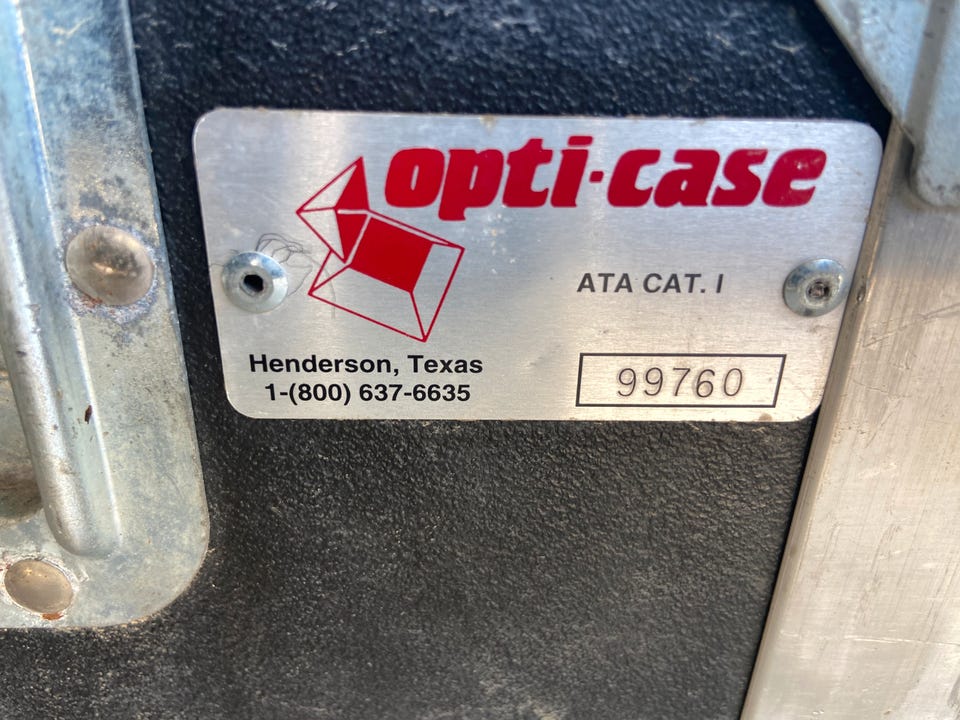 opti-case
ATA CAT. I
Henderson, Texas
1-(800) 637-6635
99760